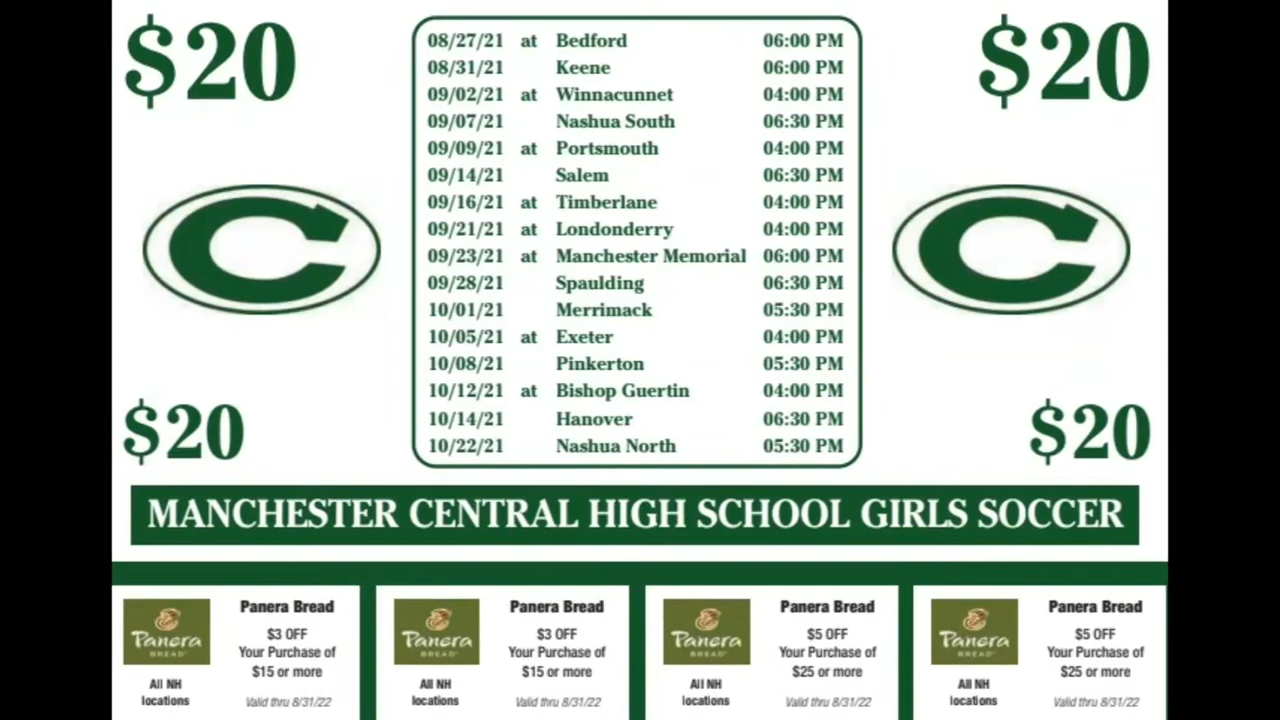 $20
$20
08/27/21 at Bedford 06:00 PM
08/31/21 Keene 06:00 PM
09/02/21 at Winnacunnet 04:00 PM
09/07/21 Nashua South 06:30 PM
09/09/21 at Portsmouth 04:00 PM
09/14/21 Salem 06:30 PM
09/16/21 at Timberlane 04:00 PM
09/21/21 at Londonderry 04:00 PM
09/23/21 at Manchester Memorial 06:00 PM
09/28/21 Spaulding 06:30 PM
10/01/21 Merrimack 05:30 PM
10/05/21 at Exeter 04:00 PM
10/08/21 Pinkerton 05:30 PM
10/12/21 at Bishop Guertin 04:00 PM
10/14/21 Hanover 06:30 PM
10/22/21 Nashua North 05:30 PM
C
C
$20
$20
MANCHESTER CENTRAL HIGH SCHOOL GIRLS SOCCER
Panera
BREAD
All NH
locations
Panera Bread
$3 OFF
Your Purchase of
$15 or more
Valid thru 8/31/22
Panera
BREAD
All NH
locations
Panera Bread
$3 OFF
Your Purchase of
$15 or more
Valid thru 8/31/22
Panera
BREAD
All NH
locations
Panera Bread
$5 OFF
Your Purchase of
$25 or more
Valid thru 8/31/22
Panera
BREAD
All NH
locations
Panera Bread
$5 OFF
Your Purchase of
$25 or more
Valid thru 8/31/22